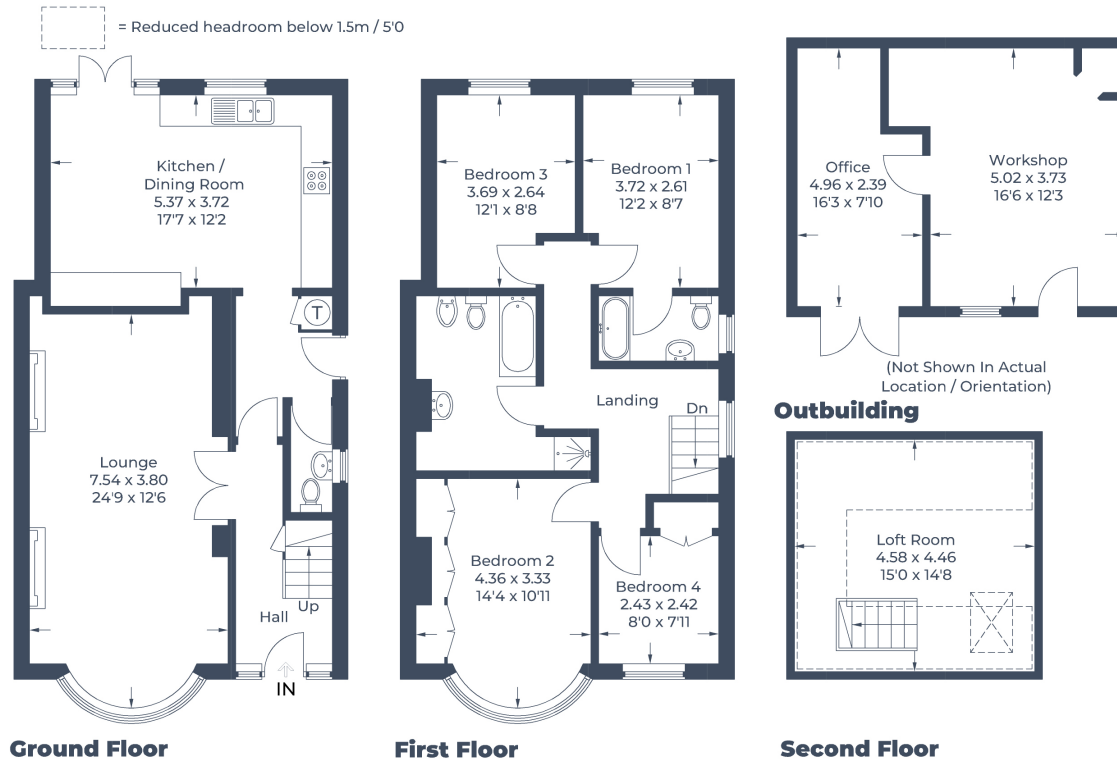 = Reduced headroom below 1.5m / 5'0
Kitchen /
Dining Room
5.37 x 3.72
17'7 x 12'2
T
Lounge
7.54 x 3.80
24'9 x 12'6
Up
Hall
IN
Ground Floor
Bedroom 3
3.69 x 2.64
12'1 x 8'8
Bedroom 1
3.72 x 2.61
12'2 x 8'7
Landing
Dn
Bedroom 2
4.36 x 3.33
14'4 x 10'11
Bedroom 4
2.43 x 2.42
8'0 x 7'11
First Floor
Office
4.96 x 2.39
16'3 x 7'10
Workshop
5.02 x 3.73
16'6 x 12'3
(Not Shown In Actual
Location / Orientation)
Outbuilding
Loft Room
4.58 x 4.46
15'0 x 14'8
Second Floor